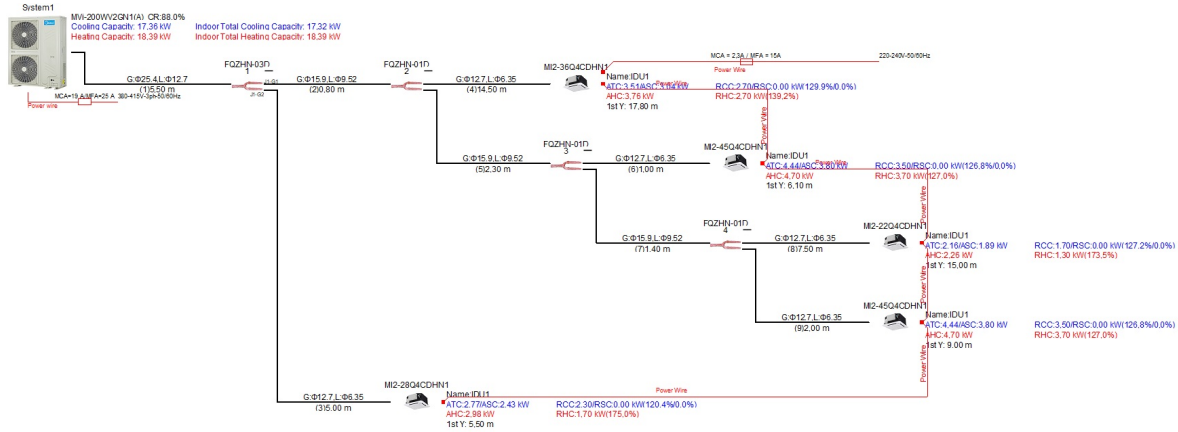 System1
MVi-200WV2GN1(A) CR:88.0%
Cooling Capacity: 17,36 kW Indoor Total Cooling Capacity: 17,32 kW
Heating Capacity: 18,39 kW Indoor Total Heating Capacity: 18,39 kW
MCA = 2,3A / MFA = 15A 220-240V-50/60Hz
Power Wire
FQZHN-03D
1
FQZHN-01D
2
MI2-36Q4CDHN1
G:Φ25.4,L:Φ12.7
(1)5,50 m
J1-G1
J1-G2
G:Φ15.9,L:Φ9.52
(2)0,80 m
G:Φ12.7,L:Φ6.35
(4)14,50 m
Name:IDU1
ATC:3.51/ASC:3.04 kW RCC:2.70/RSC:0.00 kW(129.9%/0.0%)
AHC:3,76 kW RHC:2,70 kW(139,2%)
1st Y: 17,80 m
MCA=19 A/MFA=25 A 380-415V-3ph-50/60Hz
Power wire
Power Wire
FQZHN-01D
3
MI2-45Q4CDHN1
G:Φ15.9,L:Φ9.52
(5)2,30 m
G:Φ12.7,L:Φ6.35
(6)1,00 m
Name:IDU1
Power Wire
ATC:4.44/ASC:3.80 kW RCC:3.50/RSC:0.00 kW(126.8%/0.0%)
AHC:4.70 kW RHC:3,70 kW(127,0%)
1st Y: 6,10 m
Power Wire
FQZHN-01D
4
MI2-22Q4CDHN1
G:Φ15.9,L:Φ9.52
(7)1.40 m
G:Φ12.7,L:Φ6.35
(8)7.50 m
Name:IDU1
ATC:2.16/ASC:1.89 kW RCC:1.70/RSC:0.00 kW(127.2%/0.0%)
AHC:2,26 kW RHC:1,30 kW(173,5%)
1st Y: 15,00 m
Power Wire
MI2-45Q4CDHN1
G:Φ12.7,L:Φ6.35
(9)2,00 m
Name:IDU1
ATC:4.44/ASC:3.80 kW RCC:3.50/RSC:0.00 kW(126.8%/0.0%)
AHC:4.70 kW RHC:3,70 kW(127.0%)
1st Y: 9.00 m
Power Wire
MI2-28Q4CDHN1
Power Wire
G:Φ12.7,L:Φ6.35
(3)5.00 m
Name:IDU1
ATC:2.77/ASC:2.43 kW RCC:2.30/RSC:0.00 kW(120.4%/0.0%)
AHC:2,98 kW RHC:1,70 kW(175,0%)
1st Y: 5,50 m